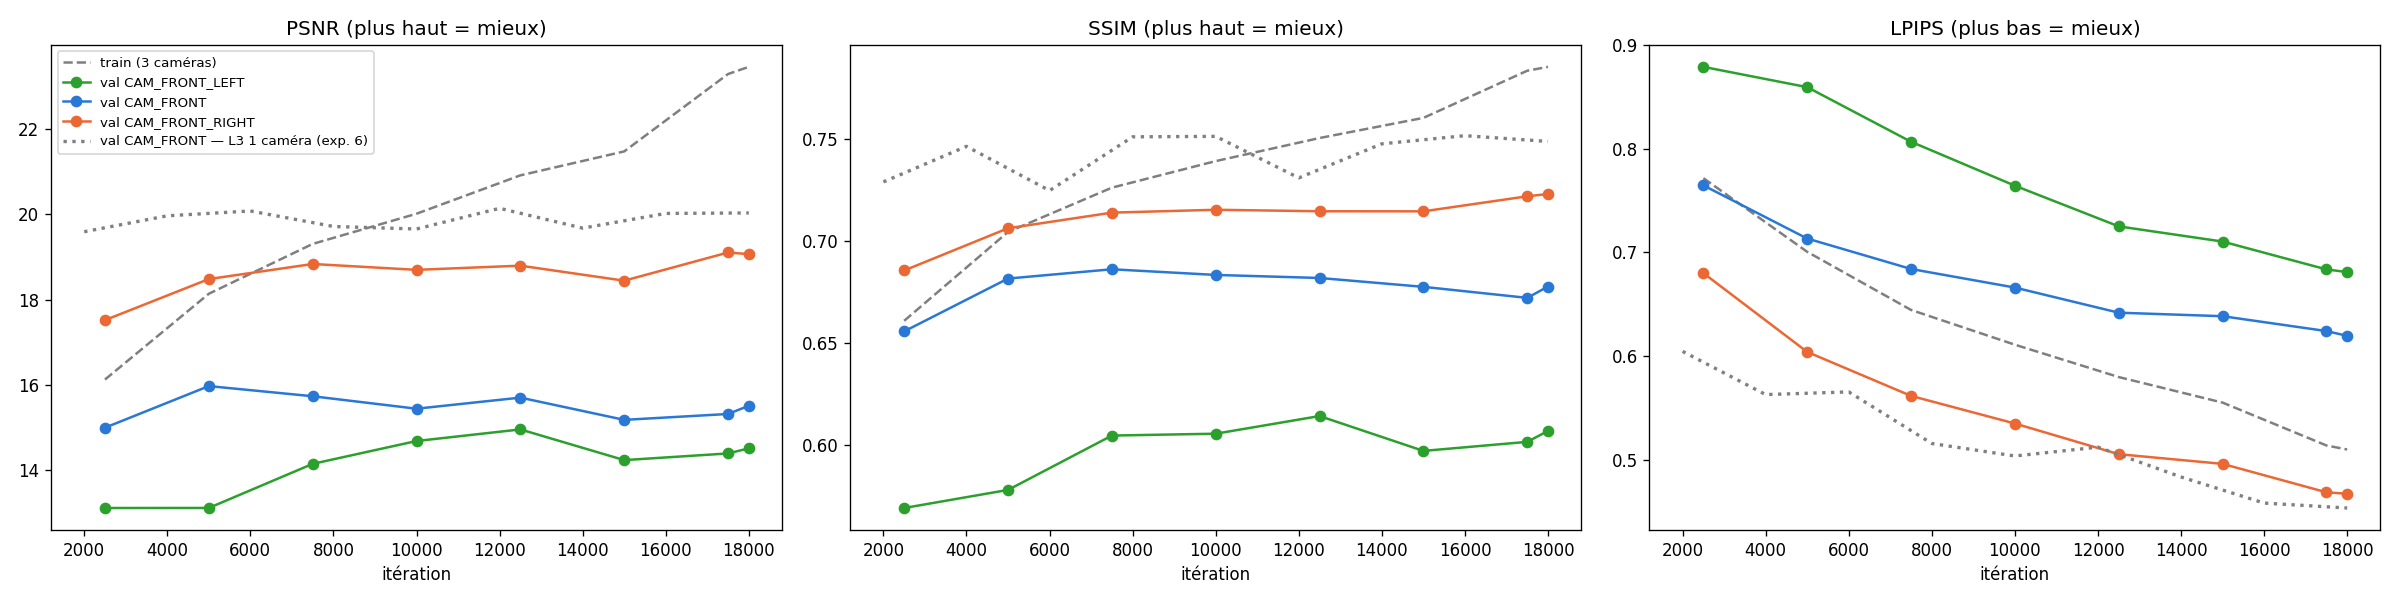 PSNR (plus haut = mieux)
train (3 caméras)
val CAM_FRONT_LEFT
val CAM_FRONT
val CAM_FRONT_RIGHT
val CAM_FRONT — L3 1 caméra (exp. 6)
22
20
18
16
14
2000 4000 6000 8000 10000 12000 14000 16000 18000
itération
SSIM (plus haut = mieux)
0.75
0.70
0.65
0.60
2000 4000 6000 8000 10000 12000 14000 16000 18000
itération
LPIPS (plus bas = mieux)
0.9
0.8
0.7
0.6
0.5
2000 4000 6000 8000 10000 12000 14000 16000 18000
itération